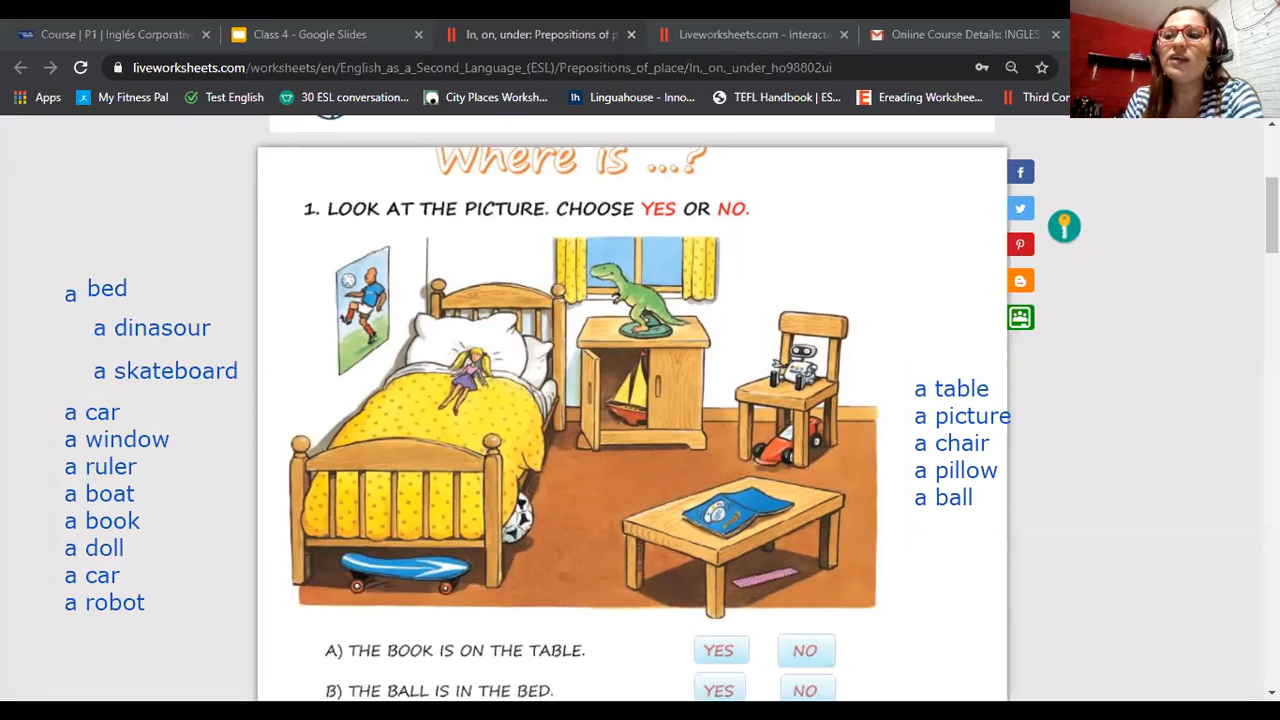 Course | P1 | Inglés Corporativ
Class 4 - Google Slides
In, on, under: Prepositions of p
Liveworksheets.com - Interacti
Online Course Details: INGLES
liveworksheets.com/worksheets/en/English_as_a_Second_Language_(ESL)/Prepositions_of_place/In,_on,_under_ho98802ui
Apps
My Fitness Pal
Test English
30 ESL conversation...
City Places Worksh...
Linguahouse - Inno...
TEFL Handbook | ES...
Ereading Workshee...
Third Con
Where is ...?
1. LOOK AT THE PICTURE. CHOOSE YES OR NO.
a bed
a dinasour
a skateboard
a car
a window
a ruler
a boat
a book
a doll
a car
a robot
a table
a picture
a chair
a pillow
a ball
A) THE BOOK IS ON THE TABLE. YES NO
B) THE BALL IS IN THE BED. YES NO